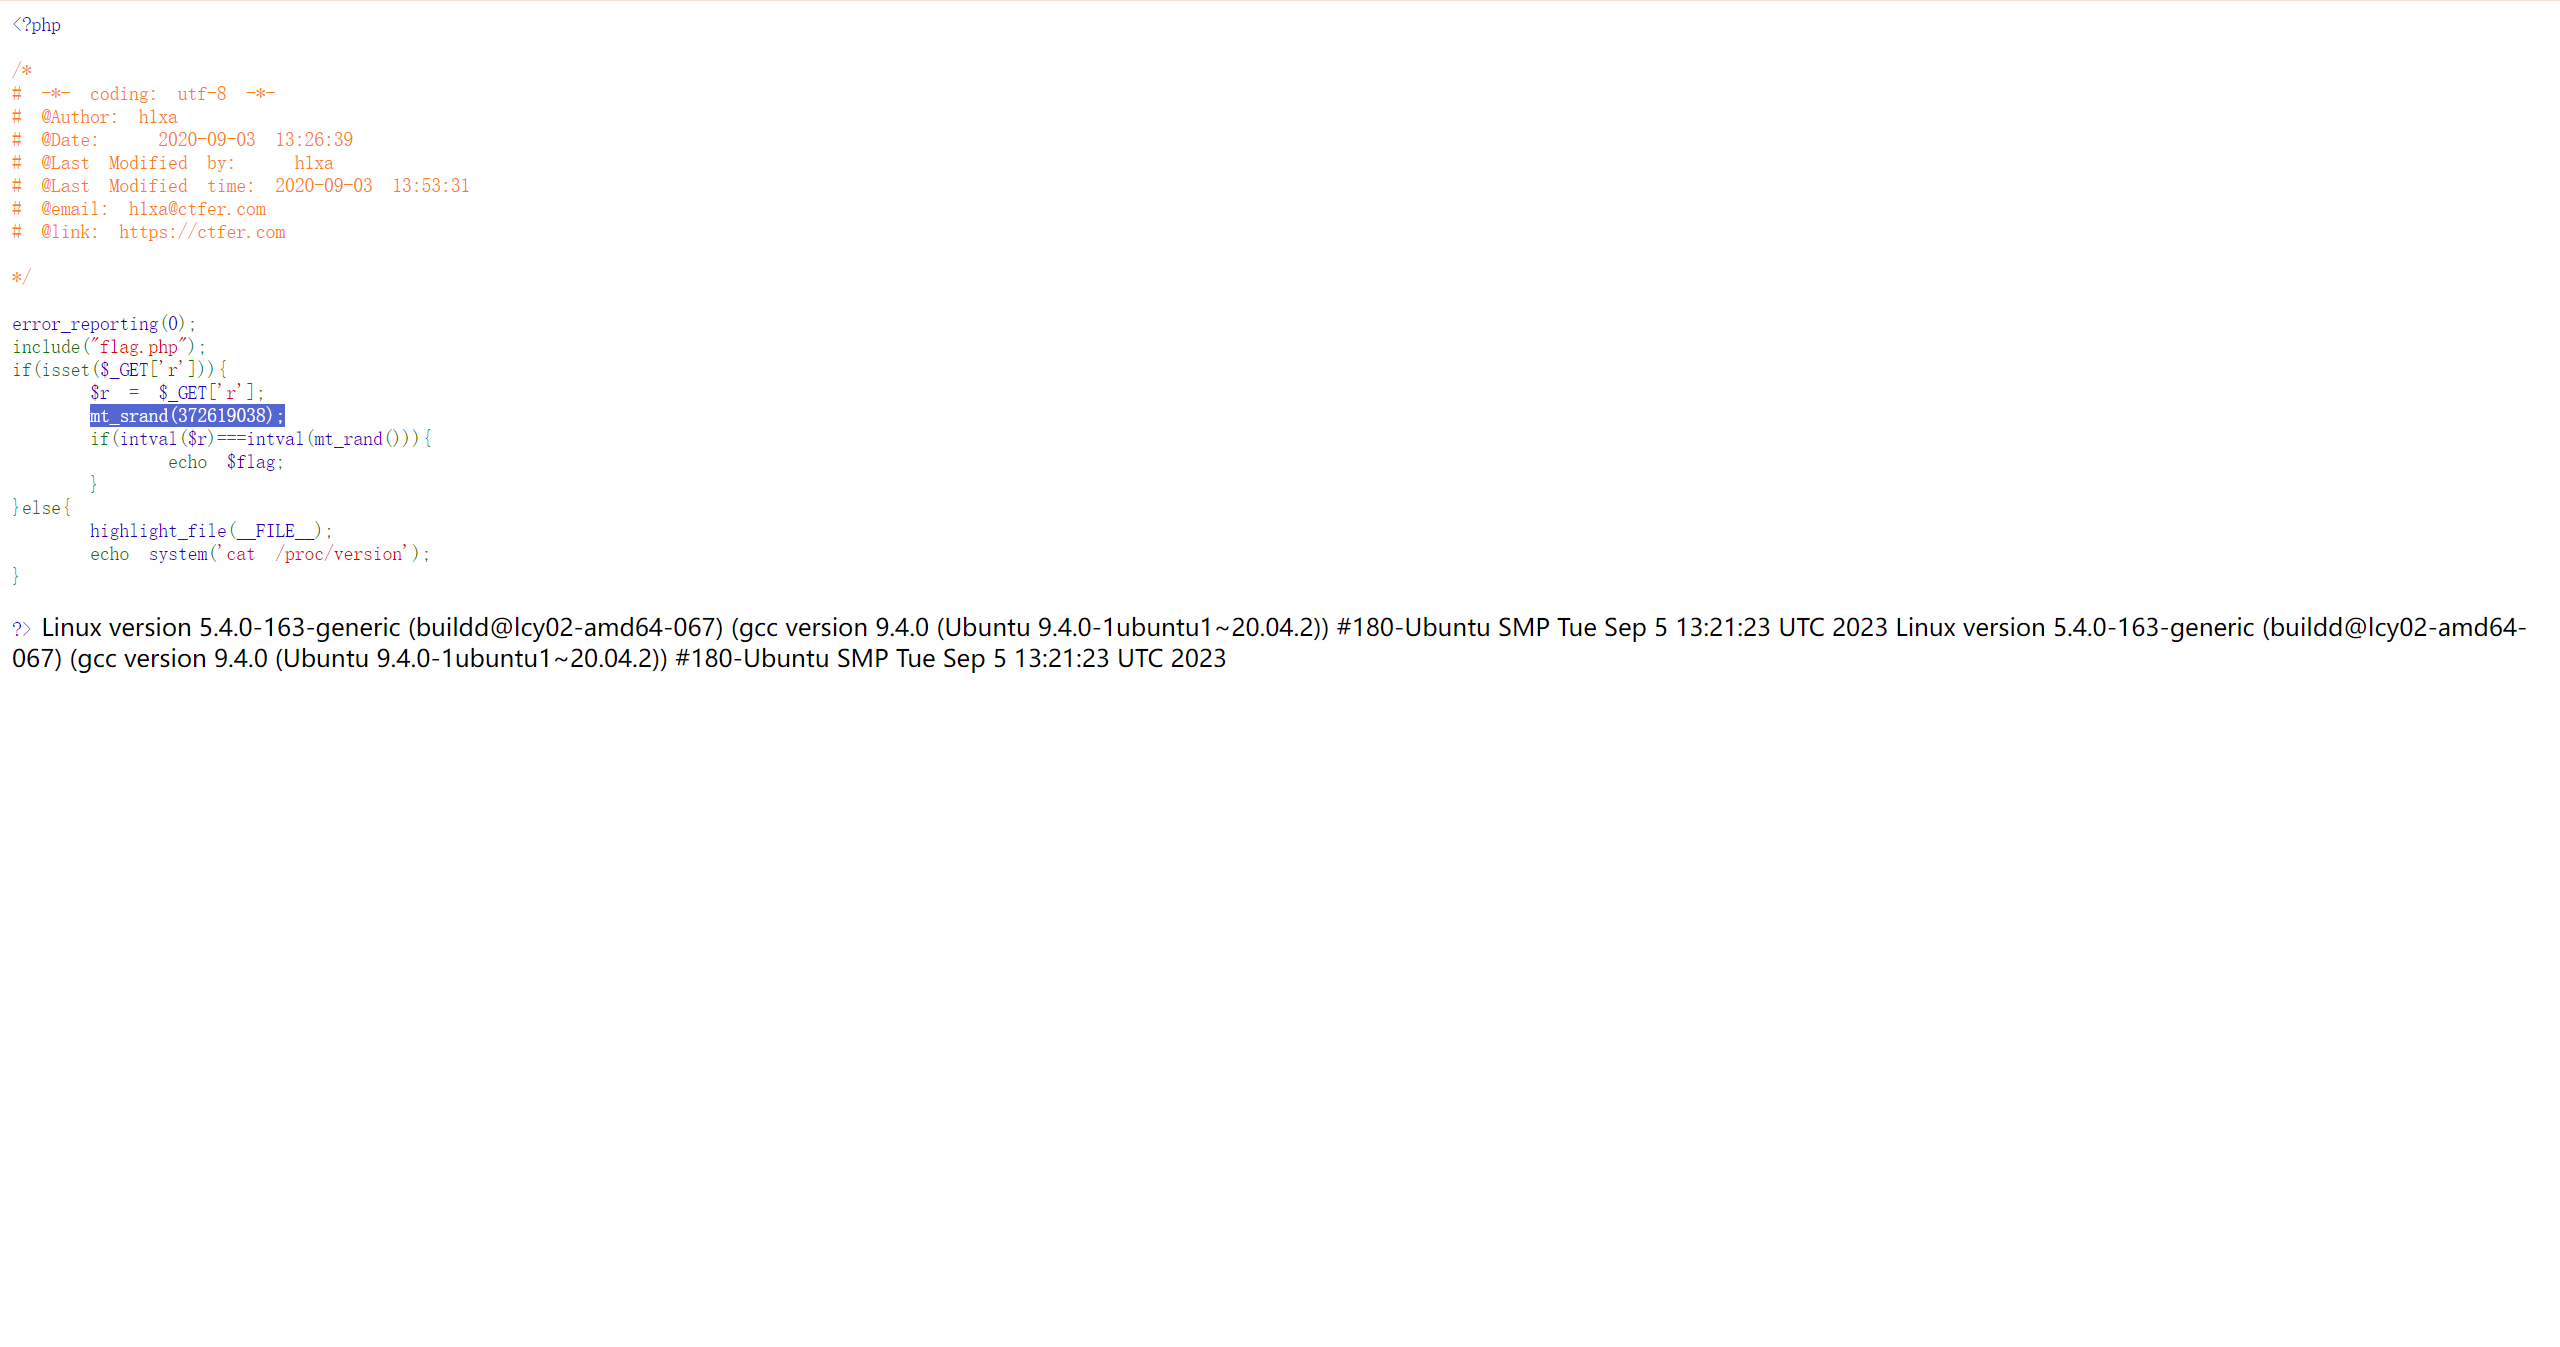 <?php
/*
# -*- coding: utf-8 -*-
# @Author: h1xa
# @Date:   2020-09-03 13:26:39
# @Last Modified by:   h1xa
# @Last Modified time: 2020-09-03 13:53:31
# @email: h1xa@ctfer.com
# @link: https://ctfer.com
*/
error_reporting(0);
include("flag.php");
if(isset($_GET['r'])){
    $r = $_GET['r'];
    mt_srand(372619038);
    if(intval($r)===intval(mt_rand())){
        echo $flag;
    }
}else{
    highlight_file(__FILE__);
    echo system('cat /proc/version');
}
?> Linux version 5.4.0-163-generic (buildd@lcy02-amd64-067) (gcc version 9.4.0 (Ubuntu 9.4.0-1ubuntu1~20.04.2)) #180-Ubuntu SMP Tue Sep 5 13:21:23 UTC 2023 Linux version 5.4.0-163-generic (buildd@lcy02-amd64-
067) (gcc version 9.4.0 (Ubuntu 9.4.0-1ubuntu1~20.04.2)) #180-Ubuntu SMP Tue Sep 5 13:21:23 UTC 2023